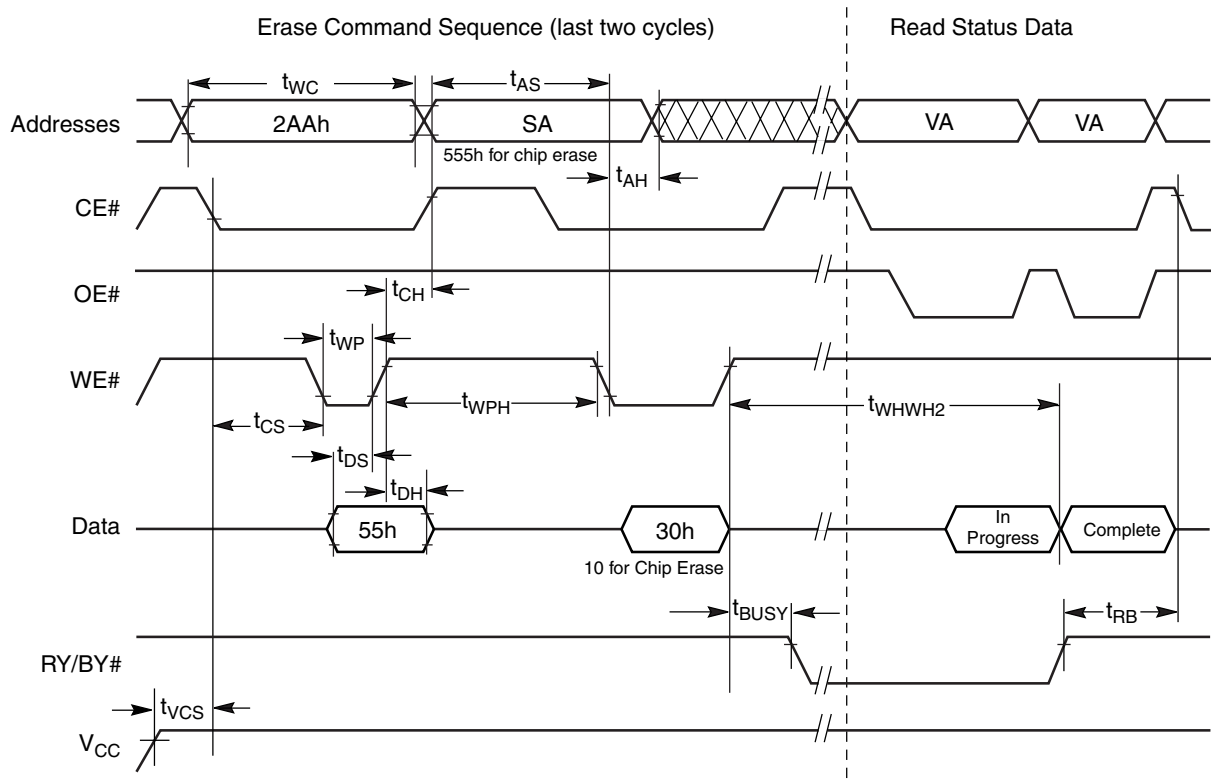 Erase Command Sequence (last two cycles)
Read Status Data
tWC
tAS
Addresses
2AAh
SA
VA
VA
555h for chip erase
tAH
CE#
OE#
tCH
tWP
WE#
tWPH
tWHWH2
tCS
tDS
tDH
Data
55h
30h
In
Progress
Complete
10 for Chip Erase
tBUSY
tRB
RY/BY#
tVCS
VCC